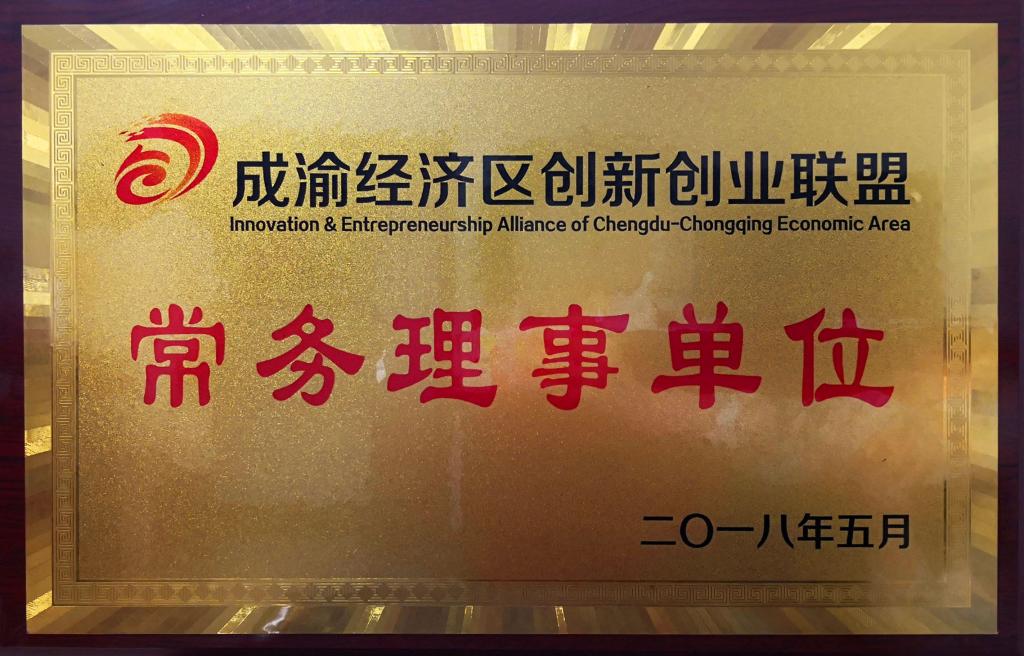 成渝经济区创新创业联盟
Innovation & Entrepreneurship Alliance of Chengdu-Chongqing Economic Area
常务理事单位
二〇一八年五月